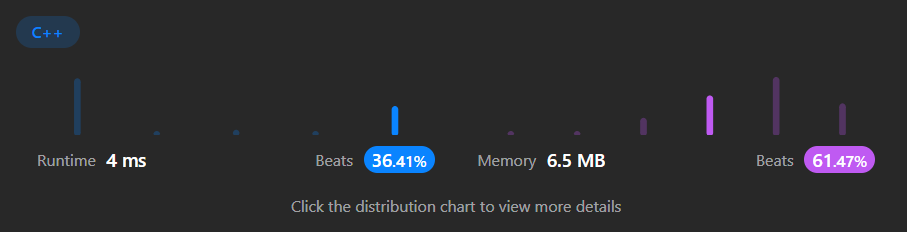 C++
Runtime 4 ms Beats 36.41% Memory 6.5 MB Beats 61.47%
Click the distribution chart to view more details